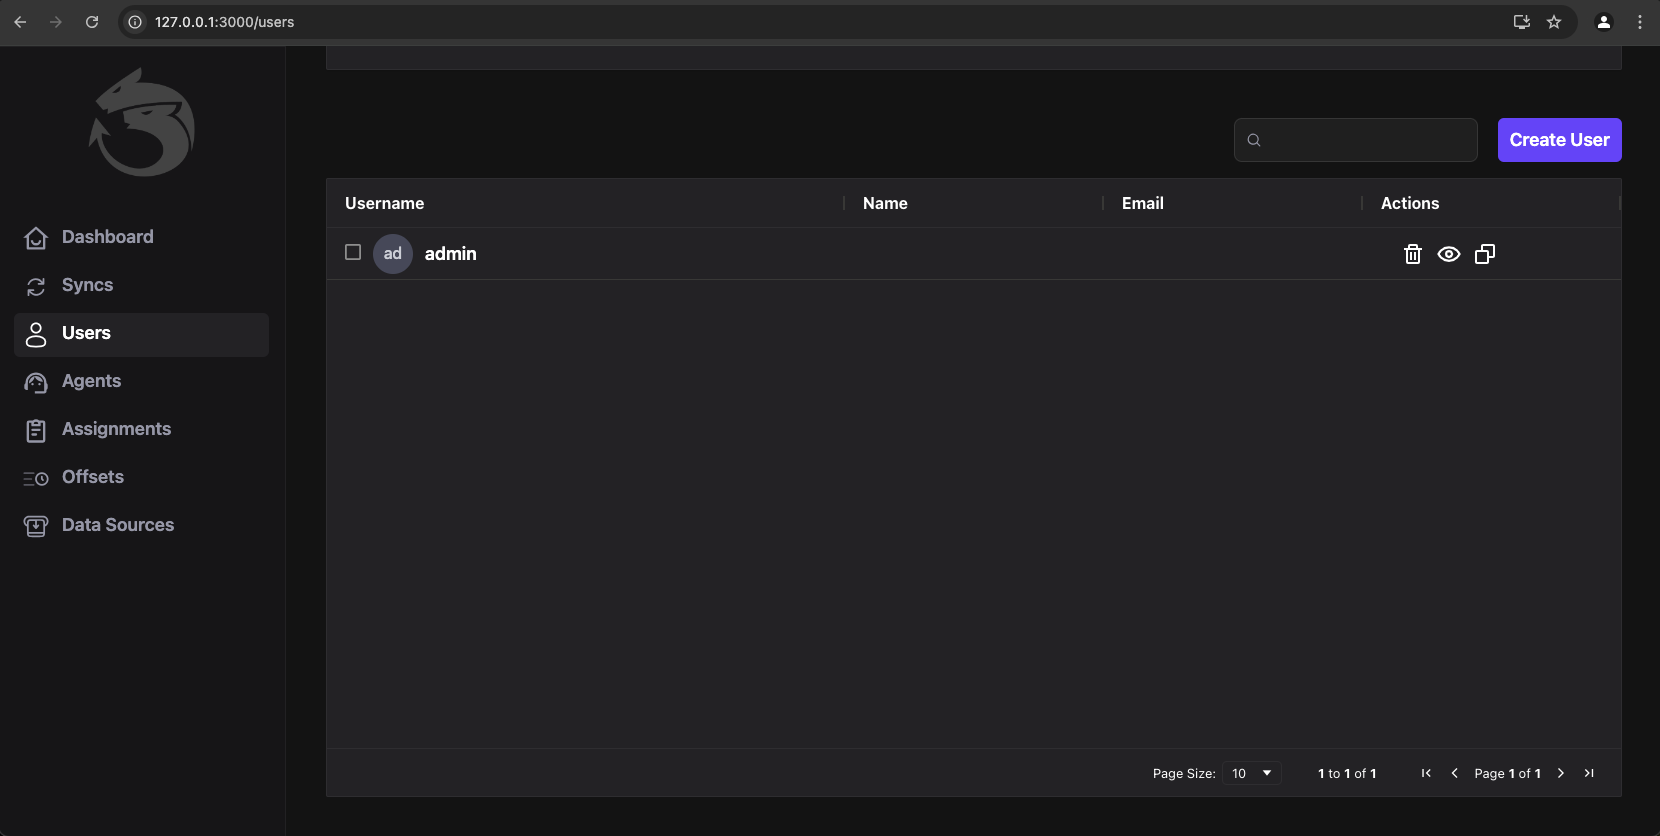 127.0.0.1:3000/users
Dashboard
Syncs
Users
Agents
Assignments
Offsets
Data Sources
Create User
Username Name Email Actions
ad admin
Page Size: 10 1 to 1 of 1 Page 1 of 1